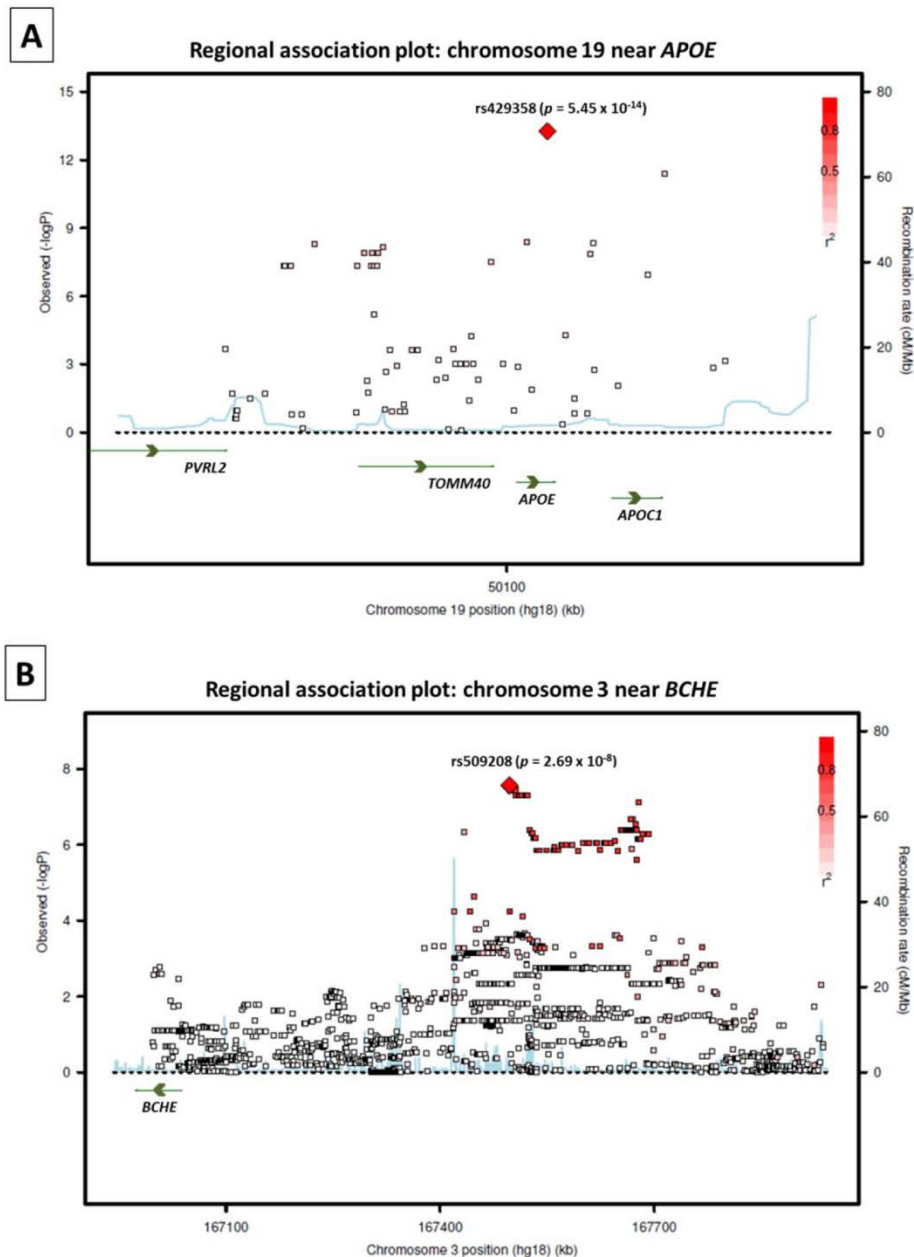 A
Regional association plot: chromosome 19 near APOE
15
12
9
6
3
0
Observed (-logP)
rs429358 (p = 5.45 x 10⁻¹⁴)
0.8
0.5
r²
80
60
40
20
0
Recombination rate (cM/Mb)
PVRL2
TOMM40
APOE
APOC1
50100
Chromosome 19 position (hg18) (kb)
B
Regional association plot: chromosome 3 near BCHE
8
6
4
2
0
Observed (-logP)
rs509208 (p = 2.69 x 10⁻⁸)
0.8
0.5
r²
80
60
40
20
0
Recombination rate (cM/Mb)
BCHE
167100
167400
167700
Chromosome 3 position (hg18) (kb)